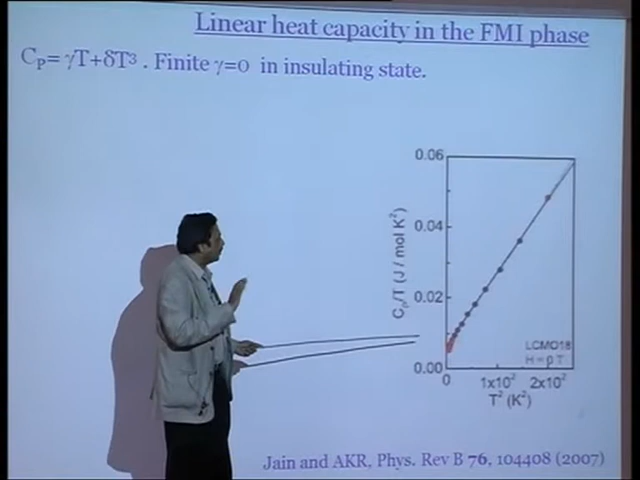 Linear heat capacity in the FMI phase
Cₚ= γT+δT³ . Finite γ=0 in insulating state.
0.06
0.04
0.02
0.00
Cₚ/T (J / mol K²)
LCMO18
H = 0 T
0 1x10² 2x10²
T² (K²)
Jain and AKR, Phys. Rev B 76, 104408 (2007)